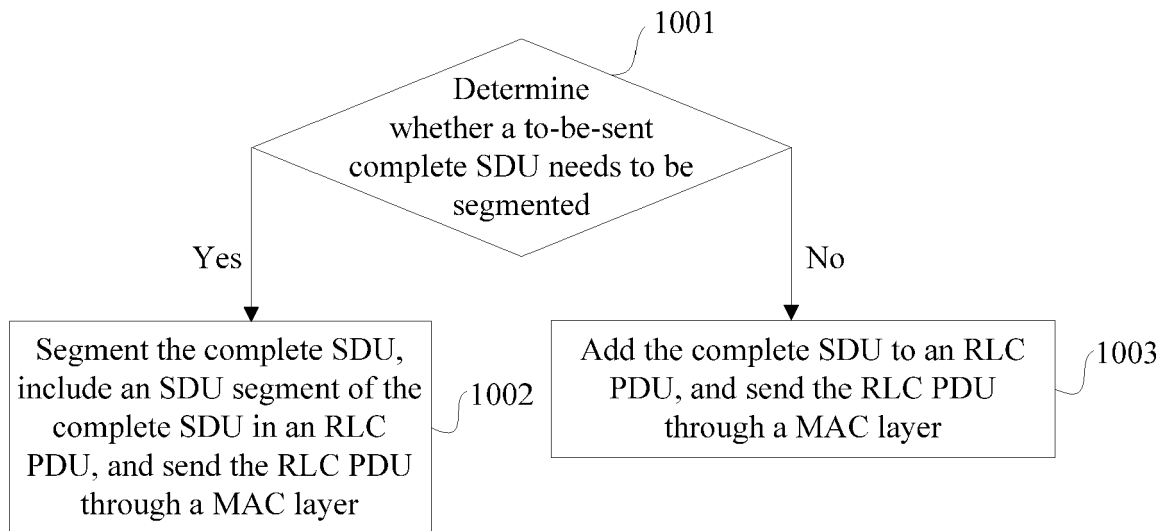 1001
Determine
whether a to-be-sent
complete SDU needs to be
segmented
Yes
No
Segment the complete SDU,
include an SDU segment of the
complete SDU in an RLC
PDU, and send the RLC PDU
through a MAC layer
1002
Add the complete SDU to an RLC
PDU, and send the RLC PDU
through a MAC layer
1003